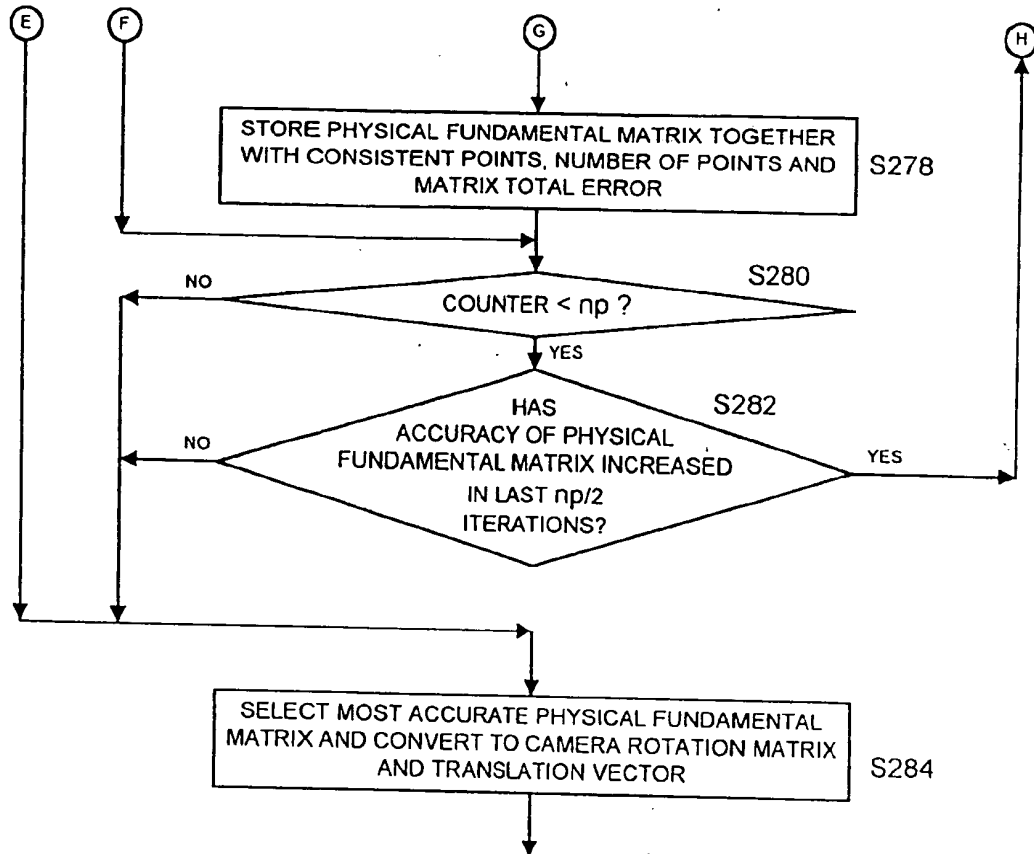 E
F
G
H
STORE PHYSICAL FUNDAMENTAL MATRIX TOGETHER
WITH CONSISTENT POINTS, NUMBER OF POINTS AND
MATRIX TOTAL ERROR
S278
NO
S280
COUNTER < np ?
YES
S282
HAS
NO
ACCURACY OF PHYSICAL
FUNDAMENTAL MATRIX INCREASED
YES
IN LAST np/2
ITERATIONS?
SELECT MOST ACCURATE PHYSICAL FUNDAMENTAL
MATRIX AND CONVERT TO CAMERA ROTATION MATRIX
AND TRANSLATION VECTOR
S284